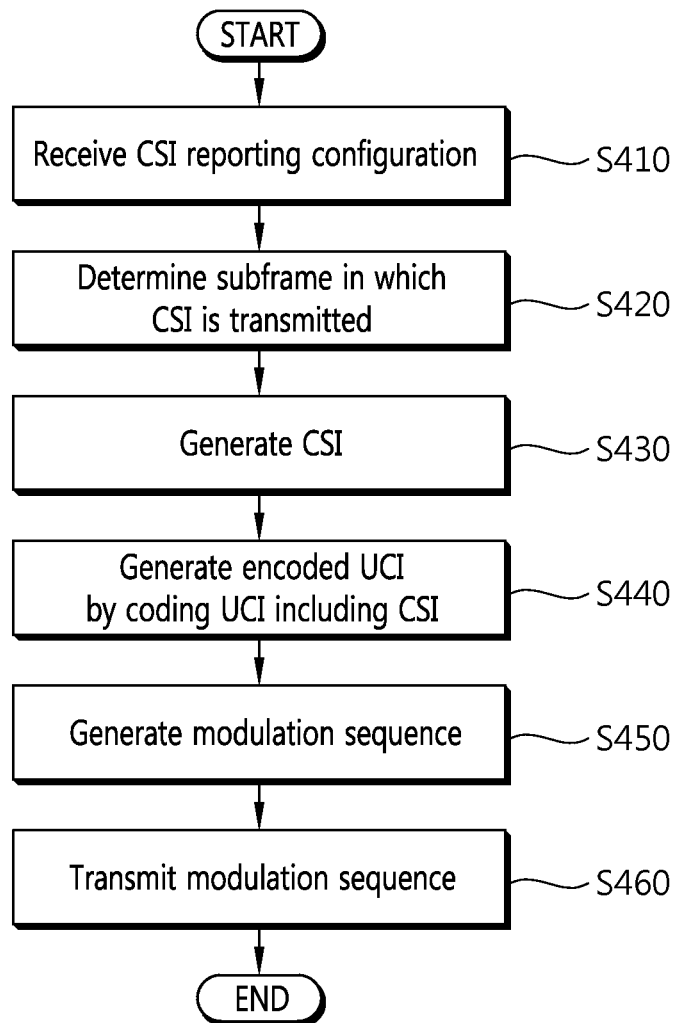 START
Receive CSI reporting configuration
S410
Determine subframe in which
CSI is transmitted
S420
Generate CSI
S430
Generate encoded UCI
by coding UCI including CSI
S440
Generate modulation sequence
S450
Transmit modulation sequence
S460
END